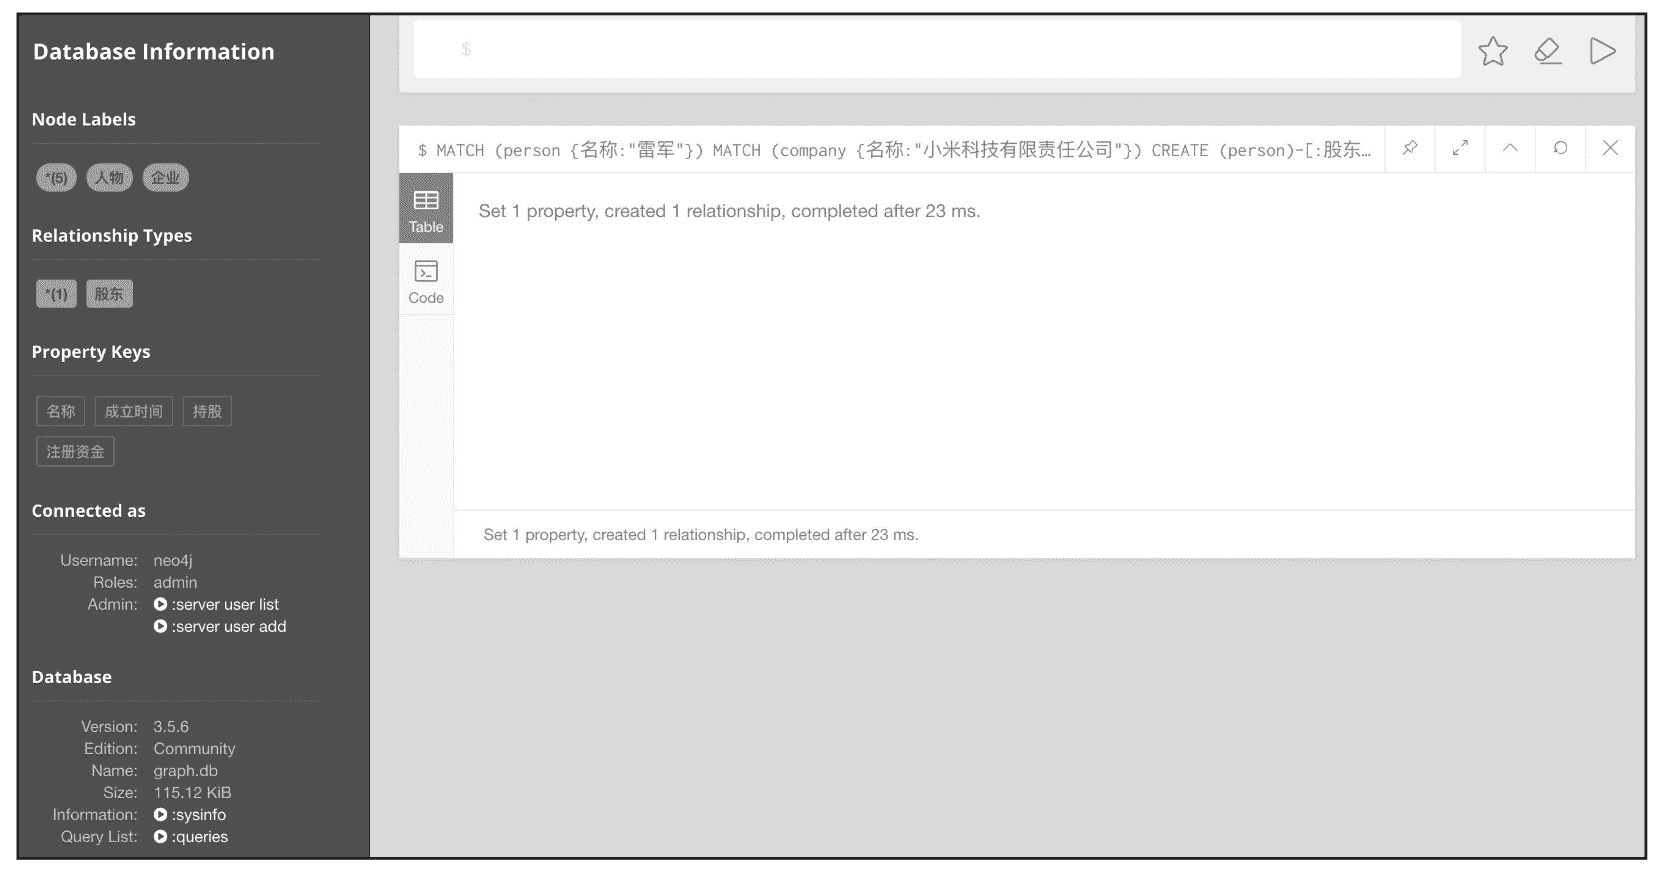 Database Information
Node Labels
*(5) 人物 企业
Relationship Types
*(1) 股东
Property Keys
名称 成立时间 持股
注册资金
Connected as
Username: neo4j
Roles: admin
Admin: :server user list
:server user add
Database
Version: 3.5.6
Edition: Community
Name: graph.db
Size: 115.12 KiB
Information: :sysinfo
Query List: :queries
$
$ MATCH (person {名称:"雷军"}) MATCH (company {名称:"小米科技有限责任公司"}) CREATE (person)-[:股东…
Table
Set 1 property, created 1 relationship, completed after 23 ms.
Code
Set 1 property, created 1 relationship, completed after 23 ms.